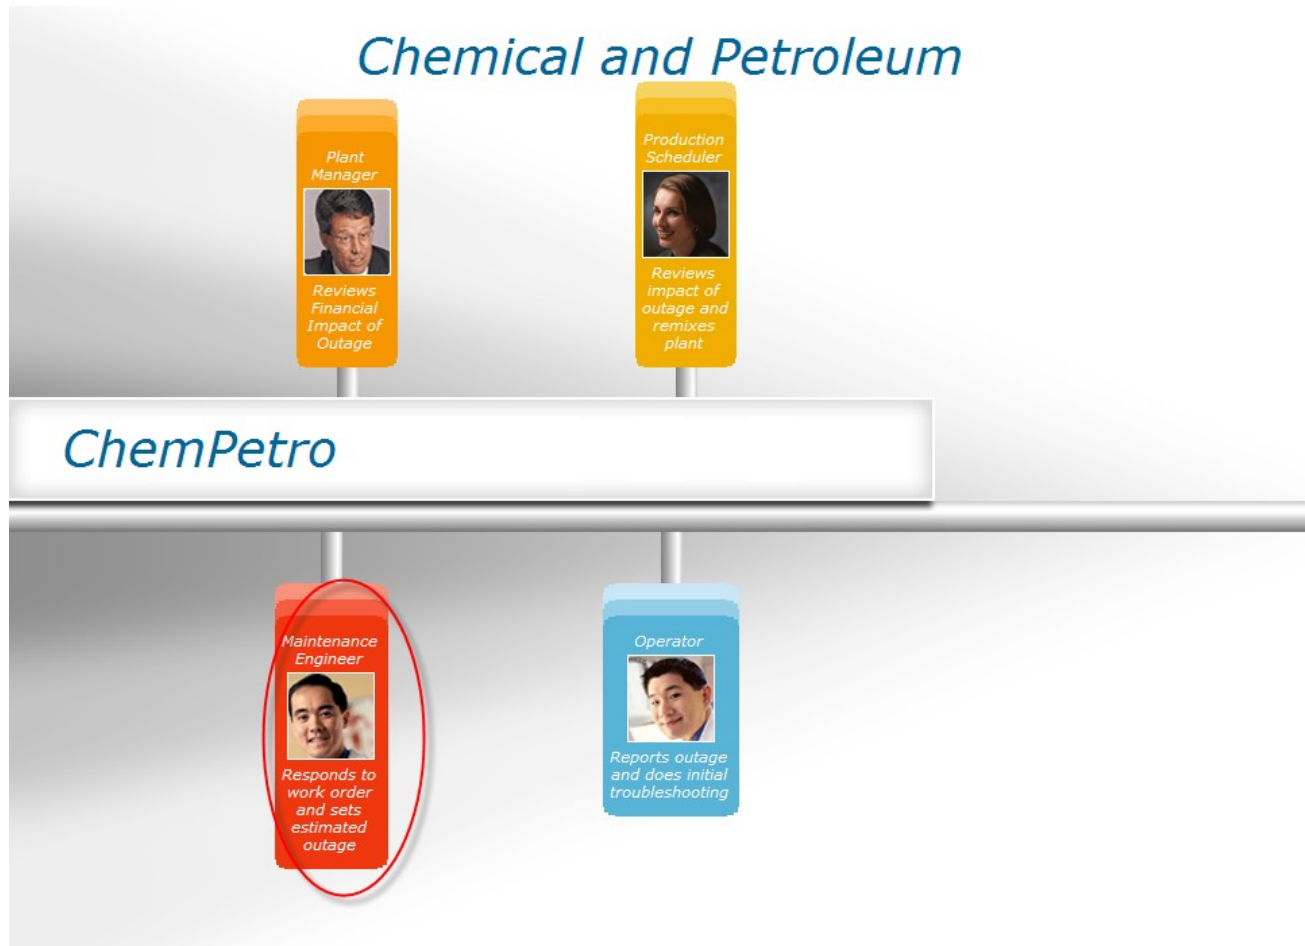 Chemical and Petroleum
Plant
Manager
Reviews
Financial
Impact of
Outage
Production
Scheduler
Reviews
impact of
outage and
remixes
plant
ChemPetro
Maintenance
Engineer
Responds to
work order
and sets
estimated
outage
Operator
Reports outage
and does initial
troubleshooting